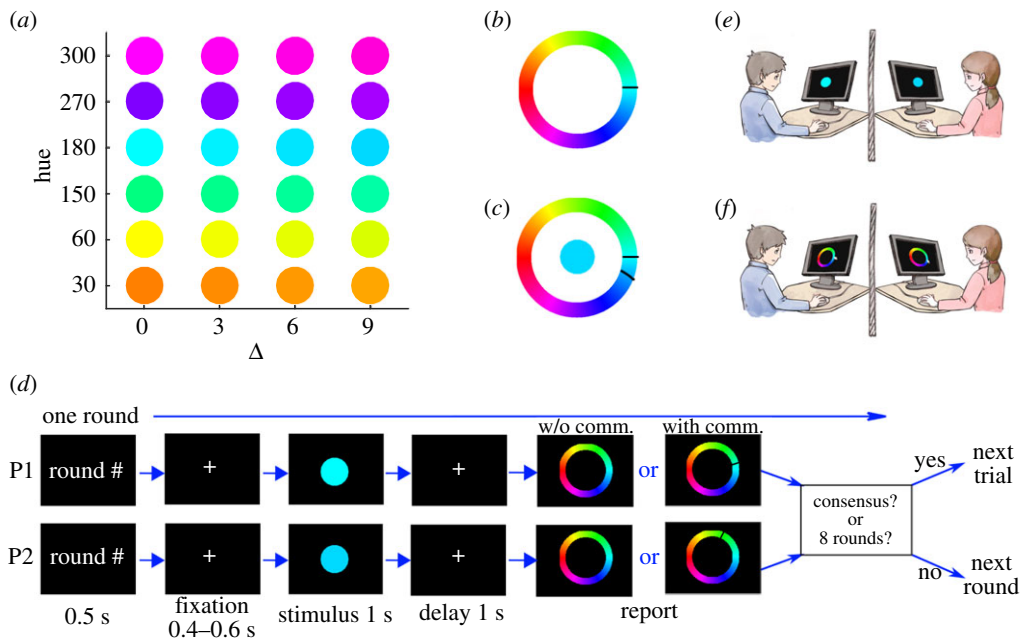 (a)
hue
300
270
180
150
60
30
0 3 6 9
Δ
(b)
(c)
(e)
(f)
(d)
one round
w/o comm. with comm.
P1 round # + + or
yes next
trial
consensus?
or
8 rounds?
P2 round # + + or
no next
round
0.5 s fixation
0.4–0.6 s stimulus 1 s delay 1 s report